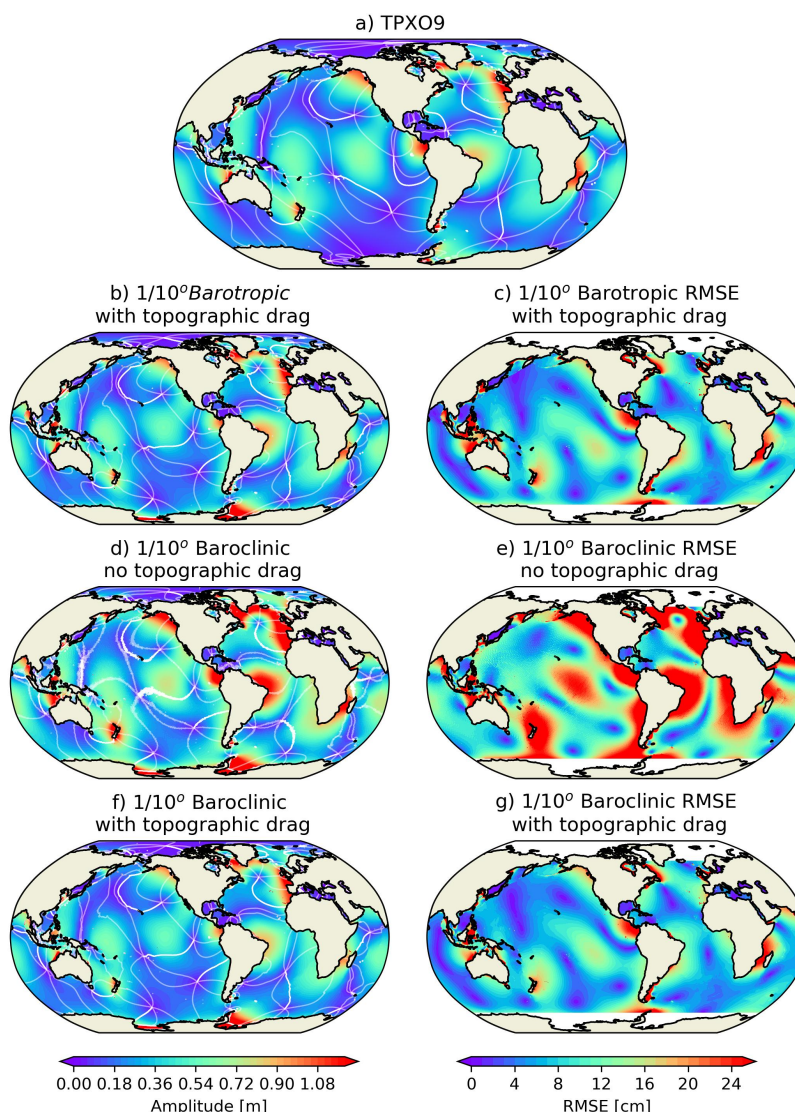 a) TPXO9
b) 1/10° Barotropic
with topographic drag
c) 1/10° Barotropic RMSE
with topographic drag
d) 1/10° Baroclinic
no topographic drag
e) 1/10° Baroclinic RMSE
no topographic drag
f) 1/10° Baroclinic
with topographic drag
g) 1/10° Baroclinic RMSE
with topographic drag
0.00 0.18 0.36 0.54 0.72 0.90 1.08
Amplitude [m]
0 4 8 12 16 20 24
RMSE [cm]